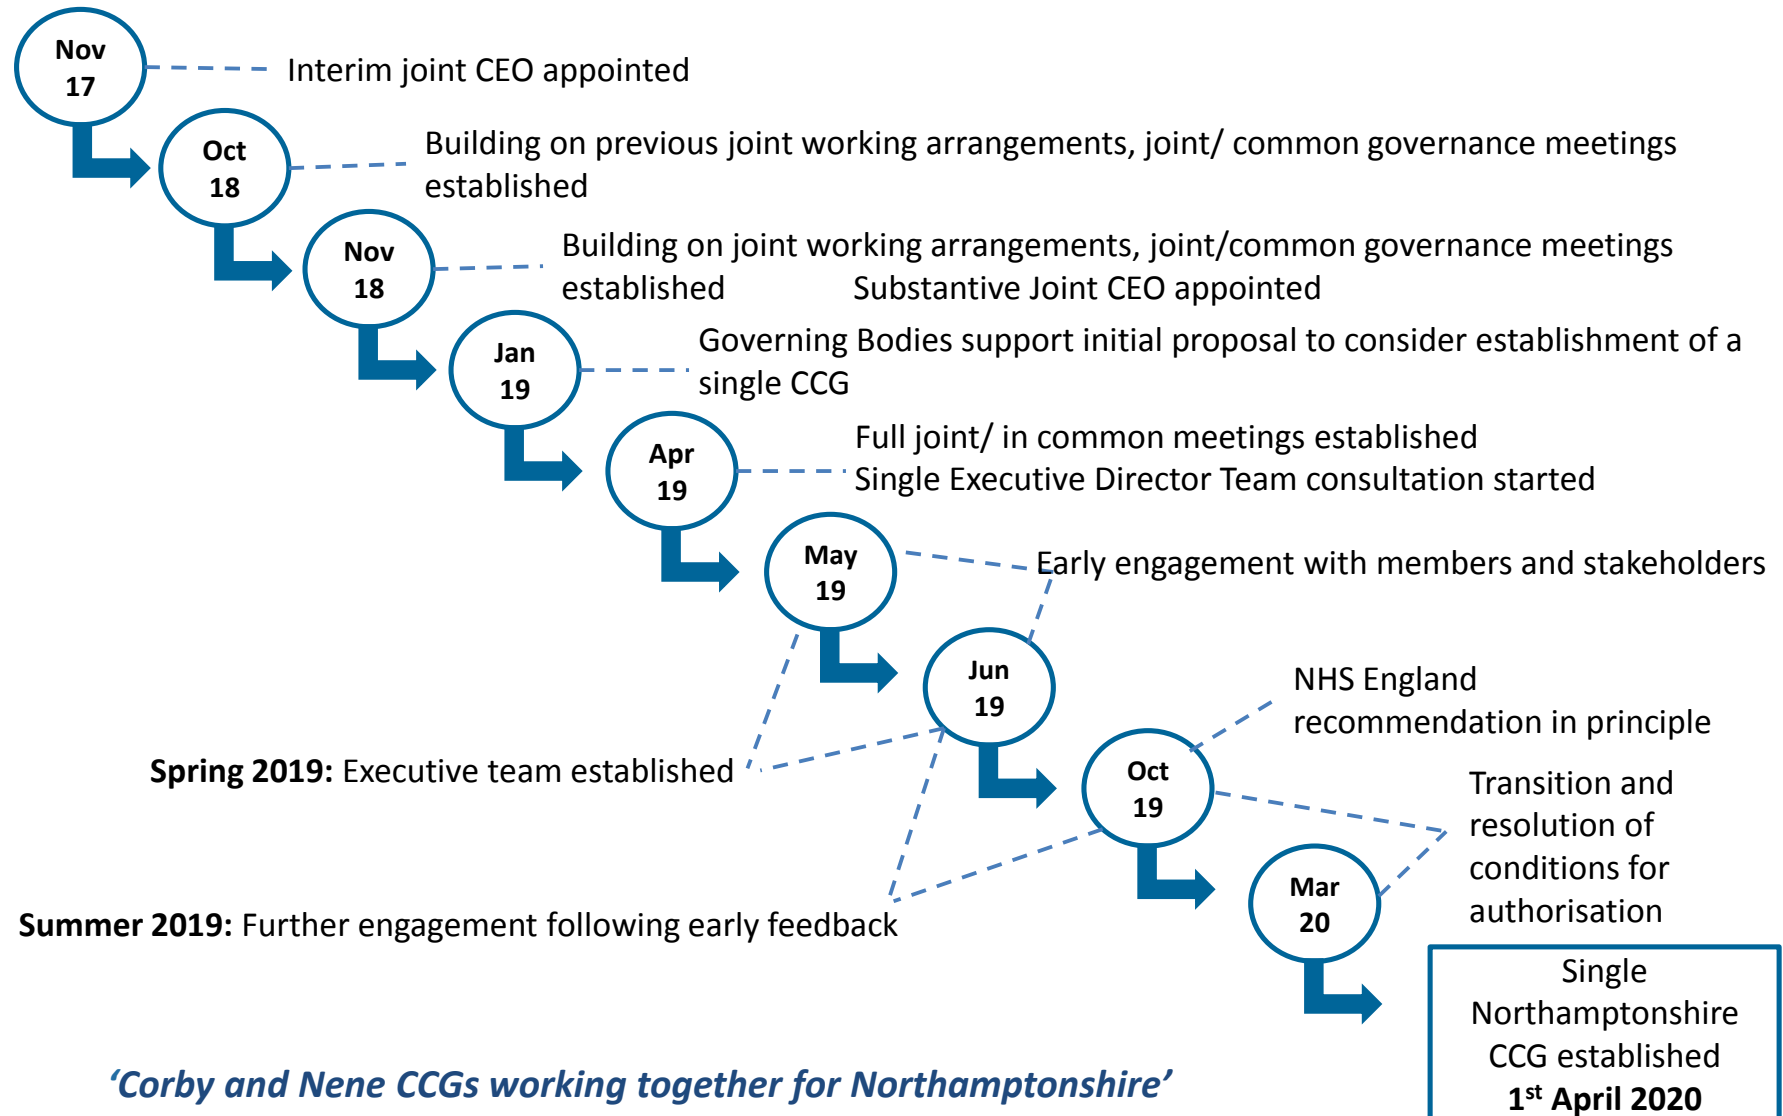 Nov
17
Interim joint CEO appointed
Oct
18
Building on previous joint working arrangements, joint/ common governance meetings
established
Nov
18
Building on joint working arrangements, joint/common governance meetings
established Substantive Joint CEO appointed
Jan
19
Governing Bodies support initial proposal to consider establishment of a
single CCG
Apr
19
Full joint/ in common meetings established
Single Executive Director Team consultation started
May
19
Early engagement with members and stakeholders
Jun
19
NHS England
recommendation in principle
Spring 2019: Executive team established
Oct
19
Transition and
resolution of
conditions for
authorisation
Summer 2019: Further engagement following early feedback
Mar
20
Single
Northamptonshire
CCG established
1st April 2020
‘Corby and Nene CCGs working together for Northamptonshire’